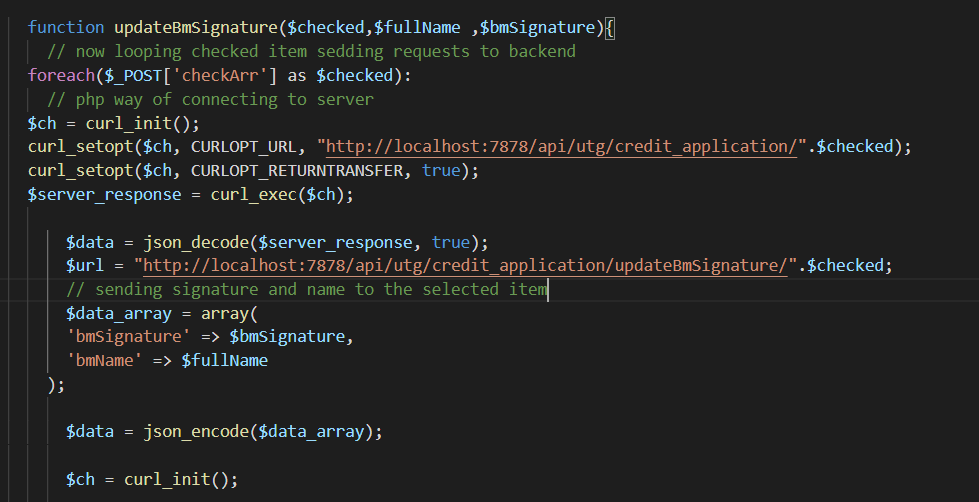 function updateBmSignature($checked,$fullName ,$bmSignature){
// now looping checked item sedding requests to backend
foreach($_POST['checkArr'] as $checked):
// php way of connecting to server
$ch = curl_init();
curl_setopt($ch, CURLOPT_URL, "http://localhost:7878/api/utg/credit_application/".$checked);
curl_setopt($ch, CURLOPT_RETURNTRANSFER, true);
$server_response = curl_exec($ch);
$data = json_decode($server_response, true);
$url = "http://localhost:7878/api/utg/credit_application/updateBmSignature/".$checked;
// sending signature and name to the selected item
$data_array = array(
'bmSignature' => $bmSignature,
'bmName' => $fullName
);
$data = json_encode($data_array);
$ch = curl_init();